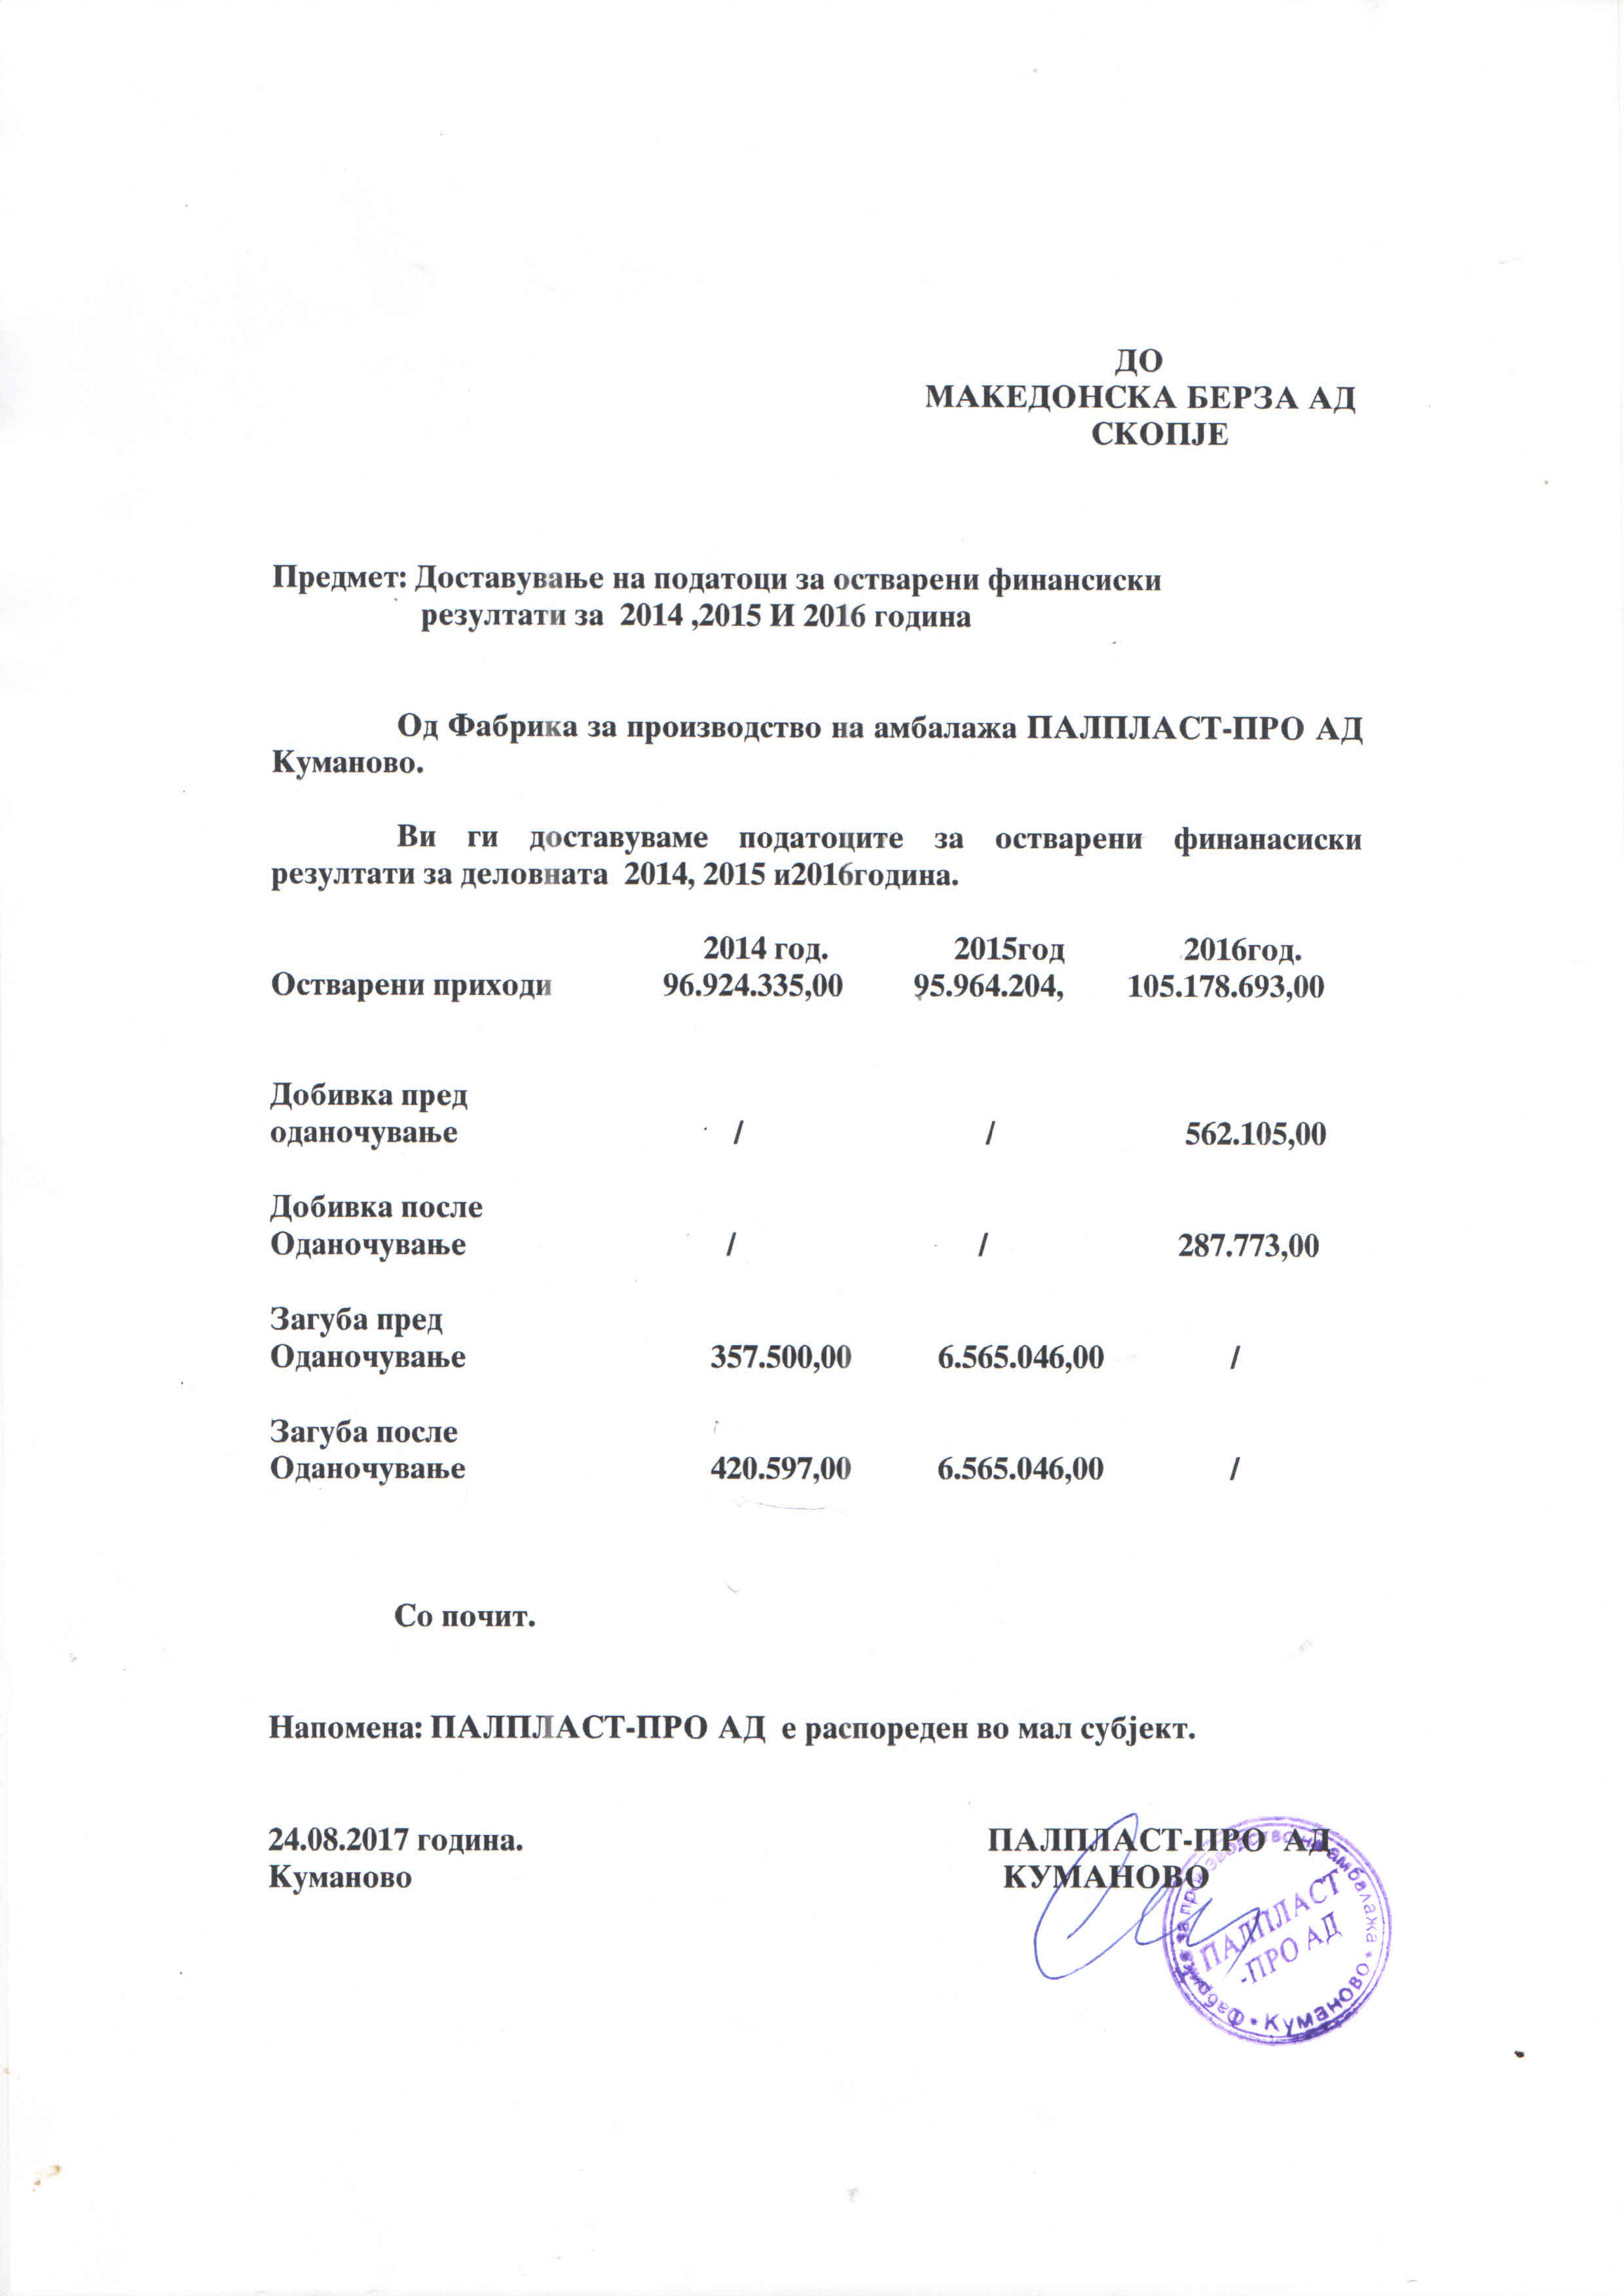 ДО
МАКЕДОНСКА БЕРЗА АД
СКОПЈЕ
Предмет: Доставување на податоци за остварени финансиски
резултати за 2014 ,2015 И 2016 година
Од Фабрика за производство на амбалажа ПАЛПЛАСТ-ПРО АД
Куманово.
Ви ги доставуваме податоците за остварени финанасиски
резултати за деловната 2014, 2015 и2016година.
2014 год. 2015год 2016год.
Остварени приходи 96.924.335,00 95.964.204, 105.178.693,00
Добивка пред
оданочување / / 562.105,00
Добивка после
Оданочување / / 287.773,00
Загуба пред
Оданочување 357.500,00 6.565.046,00 /
Загуба после
Оданочување 420.597,00 6.565.046,00 /
Со почит.
Напомена: ПАЛПЛАСТ-ПРО АД е распореден во мал субјект.
24.08.2017 година. ПАЛПЛАСТ-ПРО АД
Куманово КУМАНОВО
Фабрика за производство на амбалажа
ПАЛПЛАСТ
-ПРО АД
Куманово